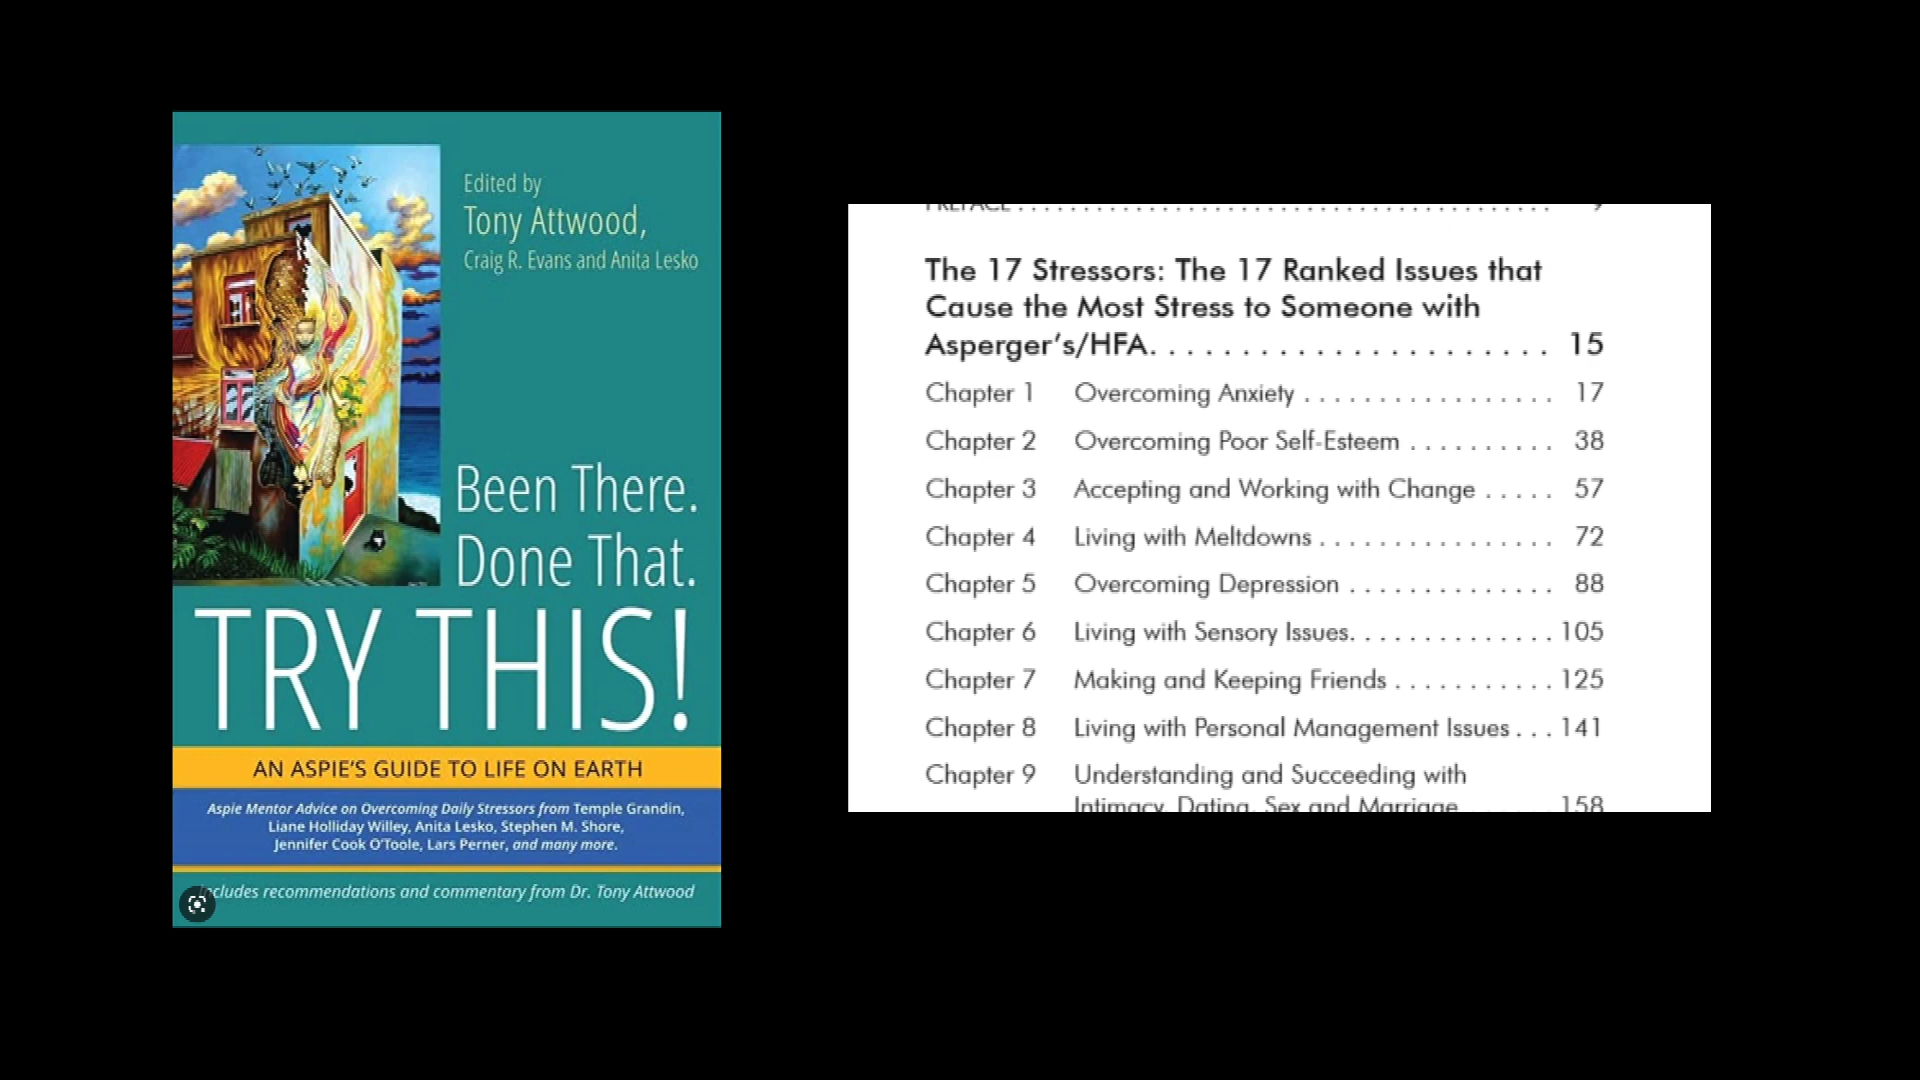 Edited by
Tony Attwood,
Craig R. Evans and Anita Lesko
Been There.
Done That.
TRY THIS!
AN ASPIE'S GUIDE TO LIFE ON EARTH
Aspie Mentor Advice on Overcoming Daily Stressors from Temple Grandin,
Liane Holliday Willey, Anita Lesko, Stephen M. Shore,
Jennifer Cook O'Toole, Lars Perner, and many more.
Includes recommendations and commentary from Dr. Tony Attwood
PREFACE . . . . . . . . . . . . . . . . . . . . . . . . . . . . . . . . . . . . . . . . 9
The 17 Stressors: The 17 Ranked Issues that
Cause the Most Stress to Someone with
Asperger's/HFA. . . . . . . . . . . . . . . . . . . . . . 15
Chapter 1 Overcoming Anxiety . . . . . . . . . . . . . . . . . 17
Chapter 2 Overcoming Poor Self-Esteem . . . . . . . . . . 38
Chapter 3 Accepting and Working with Change . . . . . 57
Chapter 4 Living with Meltdowns . . . . . . . . . . . . . . . . 72
Chapter 5 Overcoming Depression . . . . . . . . . . . . . . 88
Chapter 6 Living with Sensory Issues. . . . . . . . . . . . . . 105
Chapter 7 Making and Keeping Friends . . . . . . . . . . . 125
Chapter 8 Living with Personal Management Issues . . . 141
Chapter 9 Understanding and Succeeding with
Intimacy, Dating, Sex and Marriage . . . . . . 158